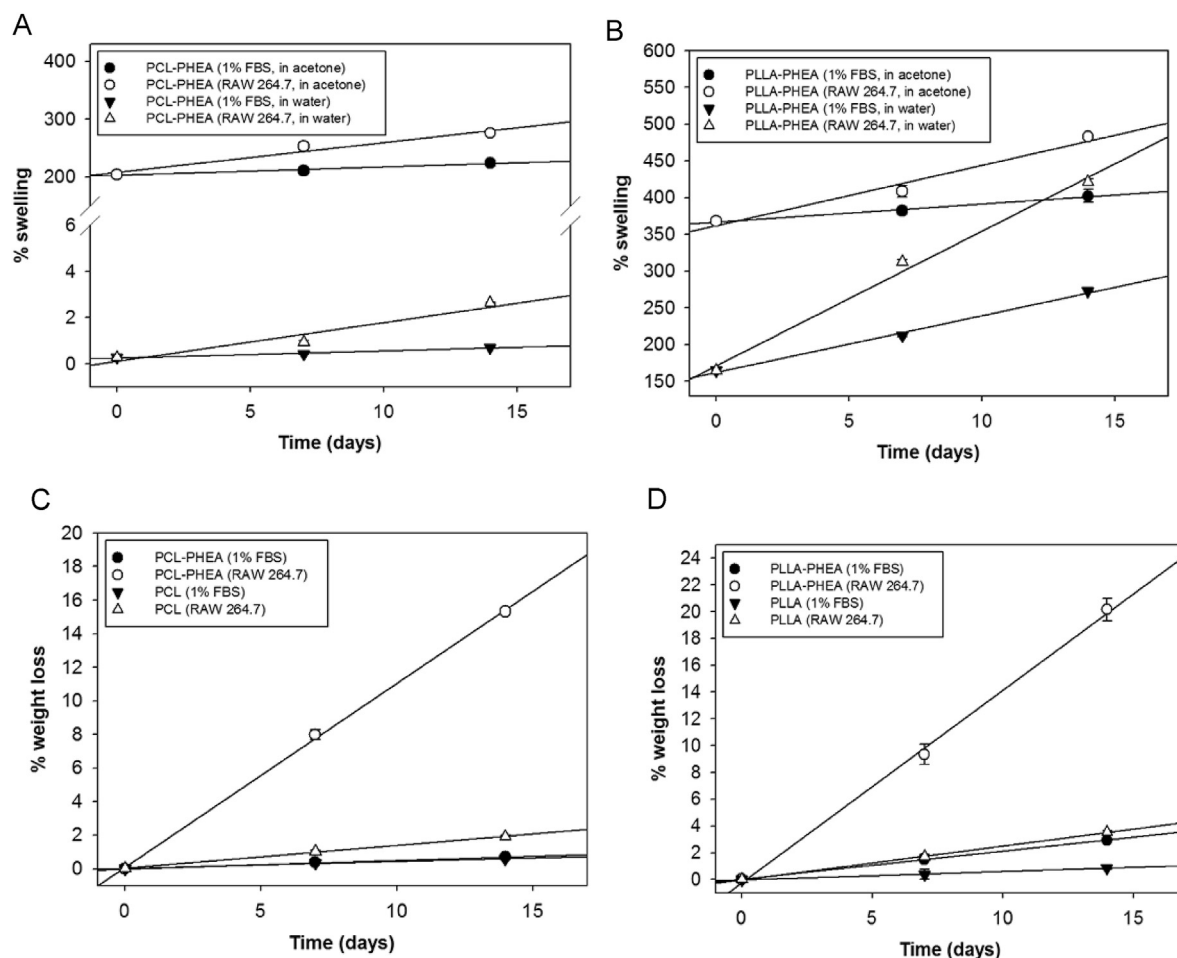 A
400
300
200
6
4
2
0
% swelling
PCL-PHEA (1% FBS, in acetone)
PCL-PHEA (RAW 264.7, in acetone)
PCL-PHEA (1% FBS, in water)
PCL-PHEA (RAW 264.7, in water)
0 5 10 15
Time (days)
B
600
550
500
450
400
350
300
250
200
150
% swelling
PLLA-PHEA (1% FBS, in acetone)
PLLA-PHEA (RAW 264.7, in acetone)
PLLA-PHEA (1% FBS, in water)
PLLA-PHEA (RAW 264.7, in water)
0 5 10 15
Time (days)
C
20
18
16
14
12
10
8
6
4
2
0
% weight loss
PCL-PHEA (1% FBS)
PCL-PHEA (RAW 264.7)
PCL (1% FBS)
PCL (RAW 264.7)
0 5 10 15
Time (days)
D
24
22
20
18
16
14
12
10
8
6
4
2
0
% weight loss
PLLA-PHEA (1% FBS)
PLLA-PHEA (RAW 264.7)
PLLA (1% FBS)
PLLA (RAW 264.7)
0 5 10 15
Time (days)